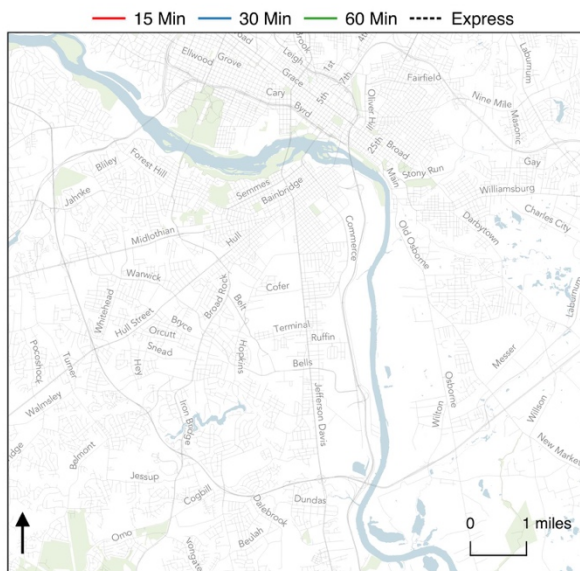 15 Min 30 Min 60 Min Express
Ellwood
Grove
Leigh
1st
7th
Laburnum
Fairfield
Grace
5th
Cary
Byrd
Oliver Hill
Nine Mile
Masonic
25th
Broad
Main
Stony Run
Gay
Bliley
Forest Hill
Jahnke
Semmes
Bainbridge
Williamsburg
Darbytown
Charles City
Midlothian
Hull
Commerce
Old Osborne
Warwick
Whitehead
Hull Street
Broad Rock
Belt
Cofer
Laburnum
Bryce
Orcutt
Snead
Terminal
Ruffin
Pocoshock
Turner
Hey
Hopkins
Bells
Messer
Walmsley
Iron Bridge
Jefferson Davis
Wilton
Osborne
Willson
Belmont
New Market
Jessup
Cogbill
Dalebrook
Dundas
Omo
Beulah
0 1 miles